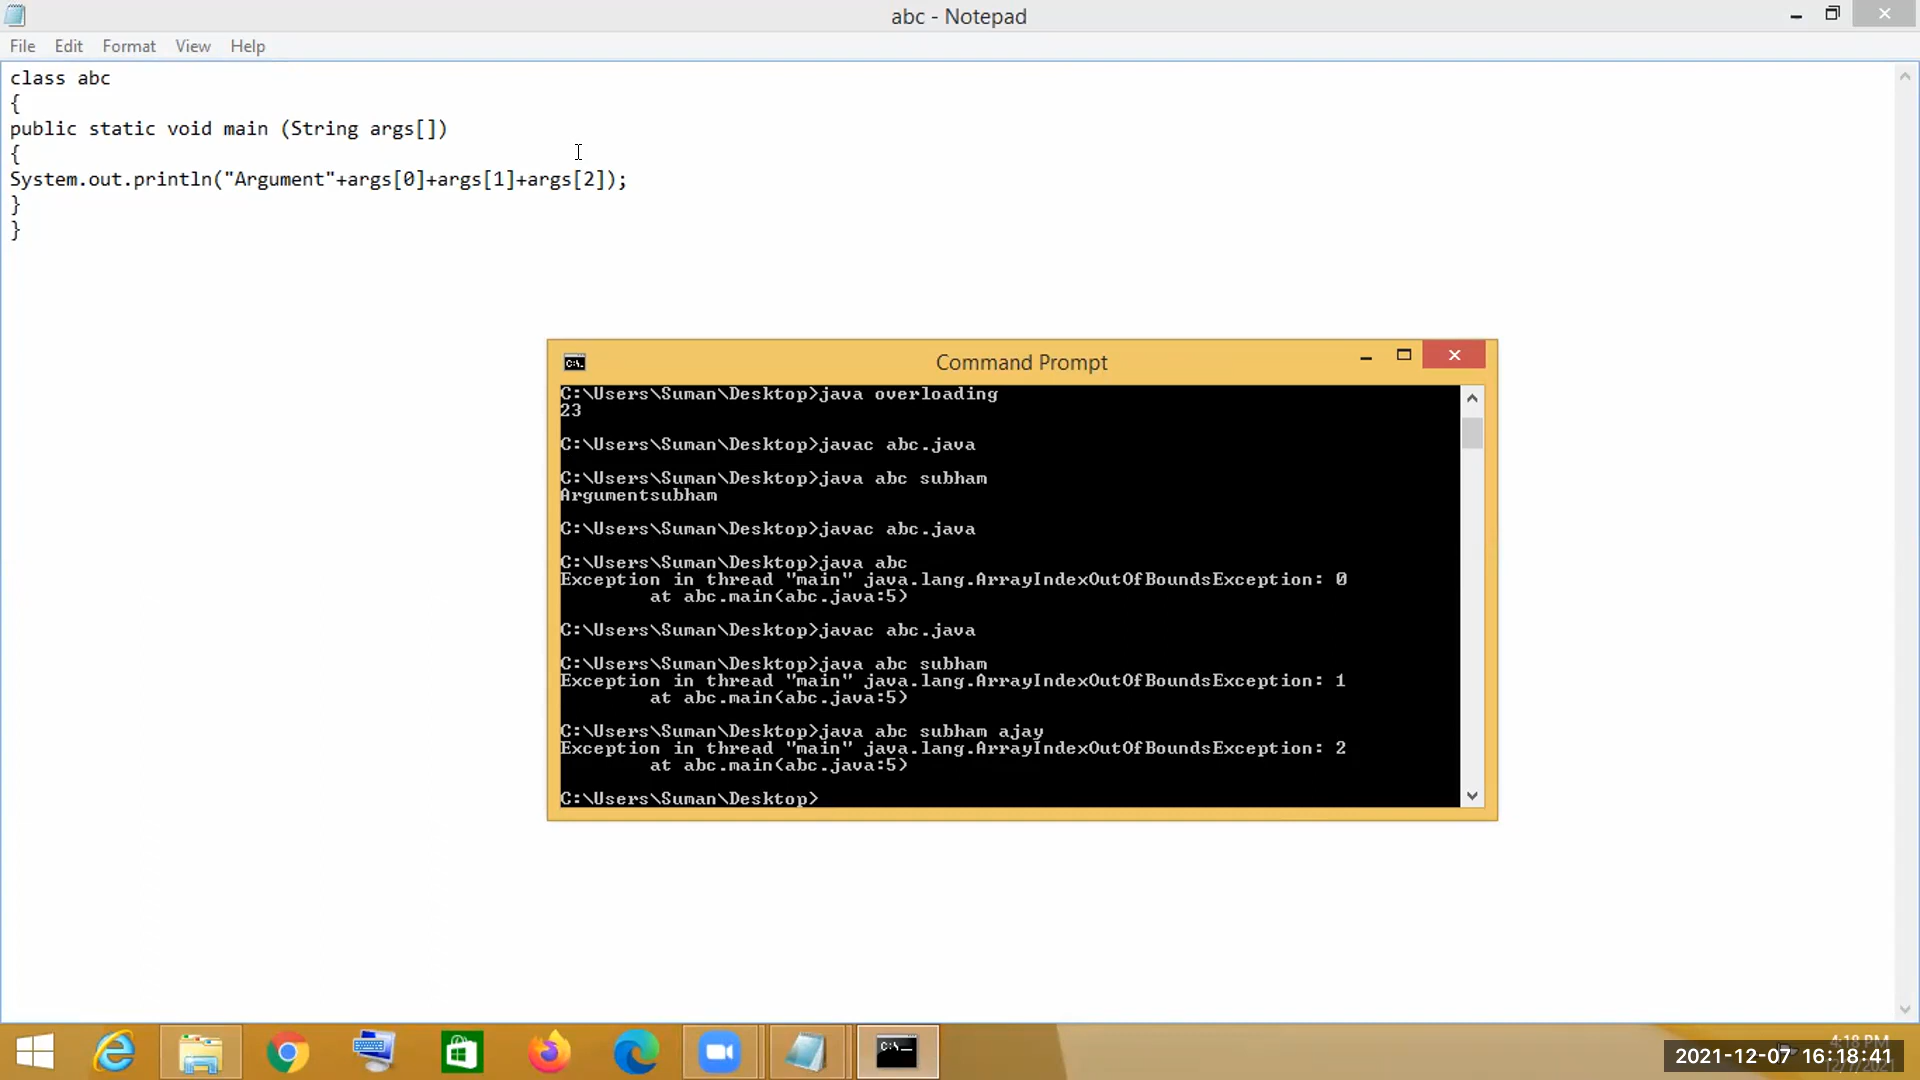 abc - Notepad
File Edit Format View Help
class abc
{
public static void main (String args[])
{
System.out.println("Argument"+args[0]+args[1]+args[2]);
}
}
Command Prompt
C:\Users\Suman\Desktop>java overloading
23
C:\Users\Suman\Desktop>javac abc.java
C:\Users\Suman\Desktop>java abc subham
Argumentsubham
C:\Users\Suman\Desktop>javac abc.java
C:\Users\Suman\Desktop>java abc
Exception in thread "main" java.lang.ArrayIndexOutOfBoundsException: 0
at abc.main(abc.java:5)
C:\Users\Suman\Desktop>javac abc.java
C:\Users\Suman\Desktop>java abc subham
Exception in thread "main" java.lang.ArrayIndexOutOfBoundsException: 1
at abc.main(abc.java:5)
C:\Users\Suman\Desktop>java abc subham ajay
Exception in thread "main" java.lang.ArrayIndexOutOfBoundsException: 2
at abc.main(abc.java:5)
C:\Users\Suman\Desktop>
4:18 PM
2021-12-07 16:18:41